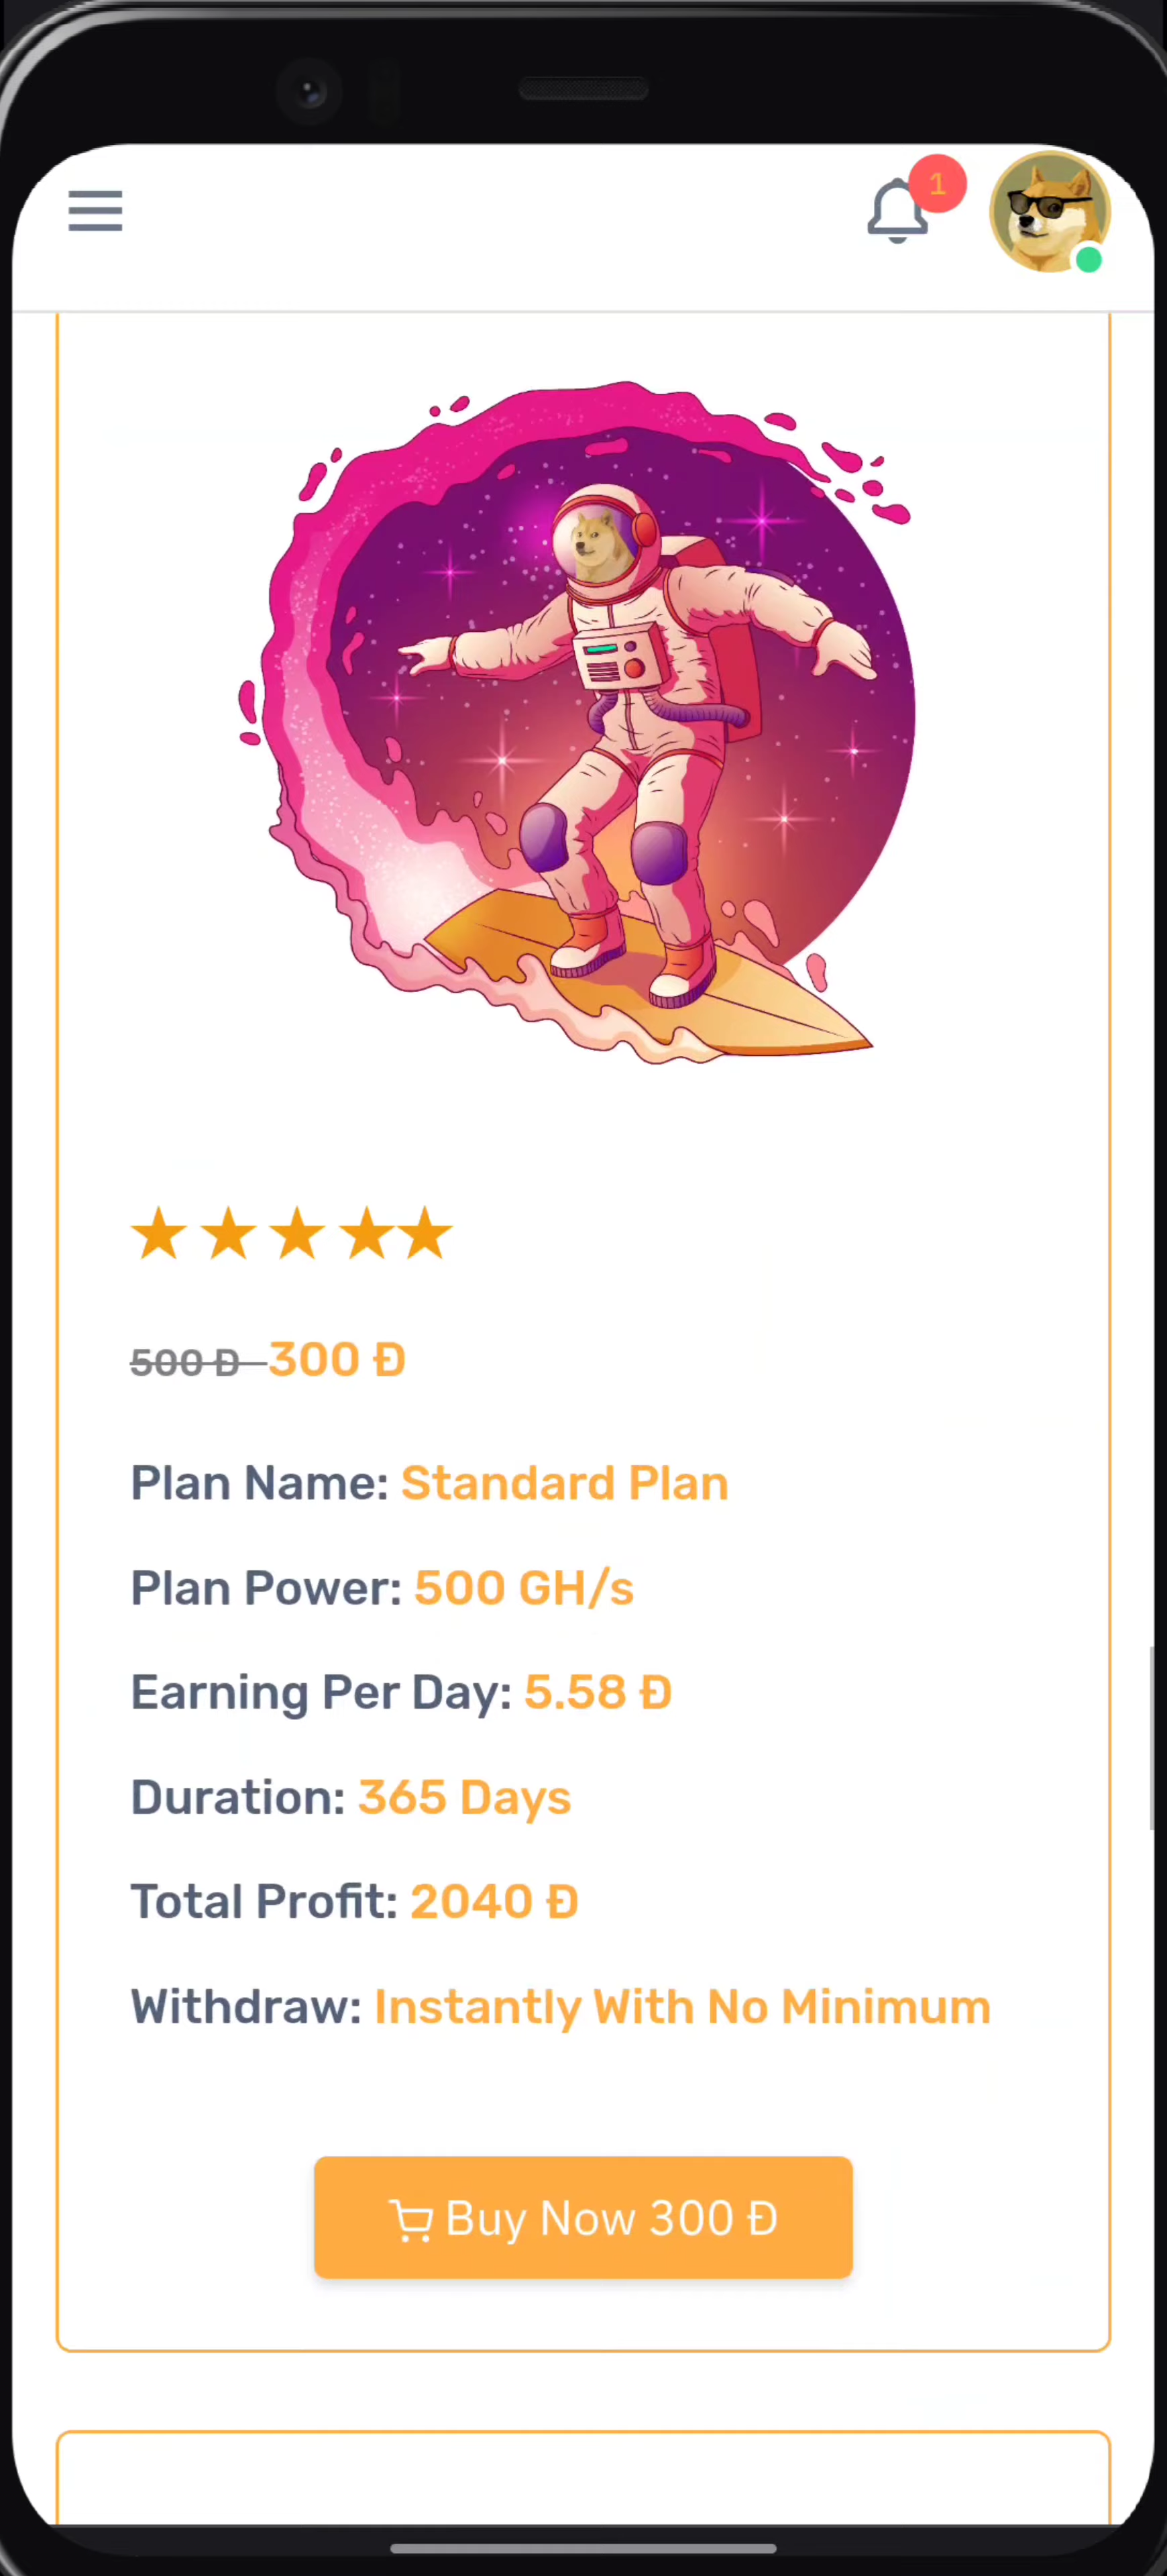 1
500 Ð 300 Ð
Plan Name: Standard Plan
Plan Power: 500 GH/s
Earning Per Day: 5.58 Ð
Duration: 365 Days
Total Profit: 2040 Ð
Withdraw: Instantly With No Minimum
Buy Now 300 Ð